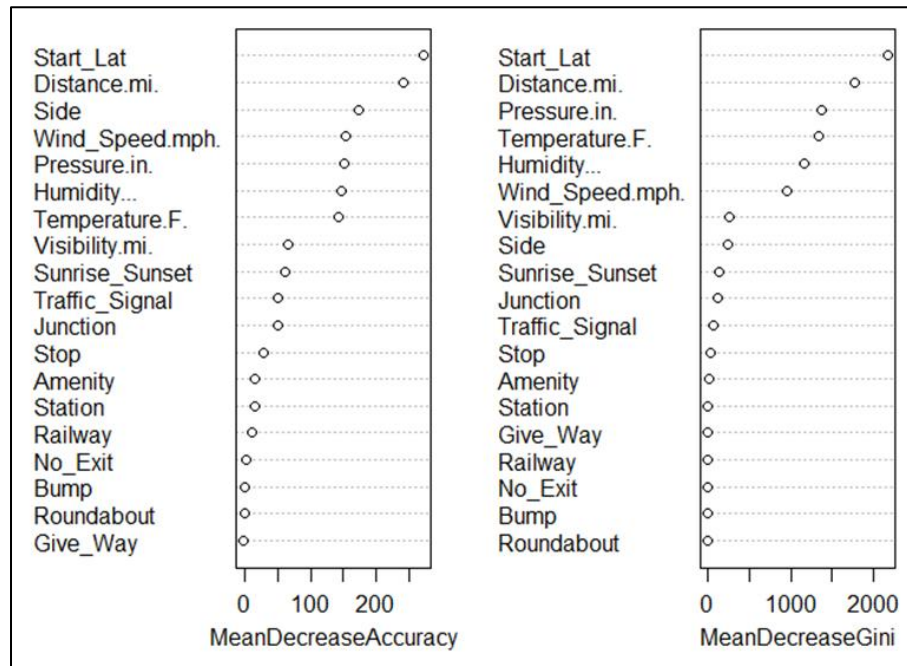 Start_Lat
Distance.mi.
Side
Wind_Speed.mph.
Pressure.in.
Humidity...
Temperature.F.
Visibility.mi.
Sunrise_Sunset
Traffic_Signal
Junction
Stop
Amenity
Station
Railway
No_Exit
Bump
Roundabout
Give_Way
0 100 200
MeanDecreaseAccuracy
Start_Lat
Distance.mi.
Pressure.in.
Temperature.F.
Humidity...
Wind_Speed.mph.
Visibility.mi.
Side
Sunrise_Sunset
Junction
Traffic_Signal
Stop
Amenity
Station
Give_Way
Railway
No_Exit
Bump
Roundabout
0 1000 2000
MeanDecreaseGini